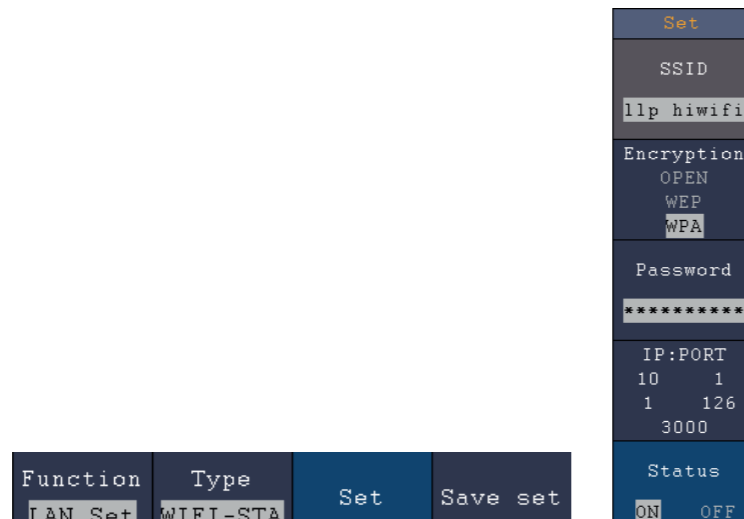 Set
SSID
llp hiwifi
Encryption
OPEN
WEP
WPA
Password
**********
IP:PORT
10 1
1 126
3000
Status
ON OFF
Function Type Set Save set
LAN Set WIFI-STA